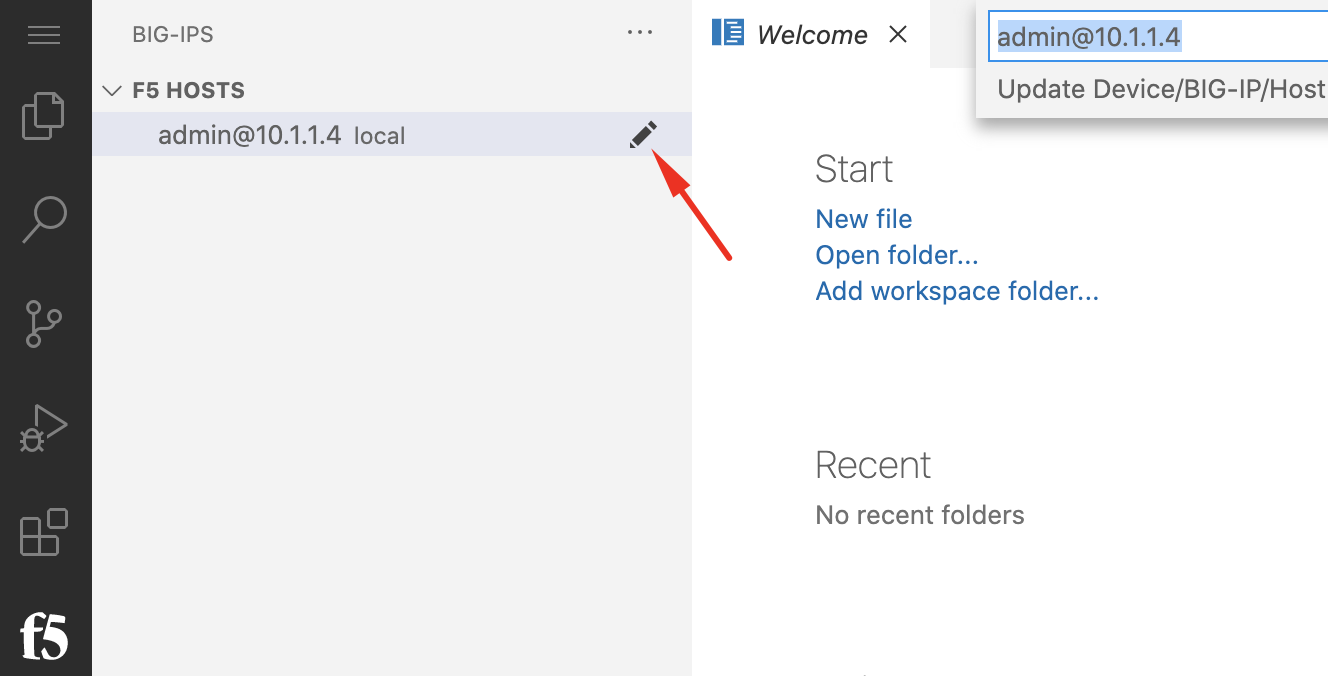 BIG-IPS
F5 HOSTS
admin@10.1.1.4 local
f5
Welcome
admin@10.1.1.4
Update Device/BIG-IP/Host
Start
New file
Open folder...
Add workspace folder...
Recent
No recent folders